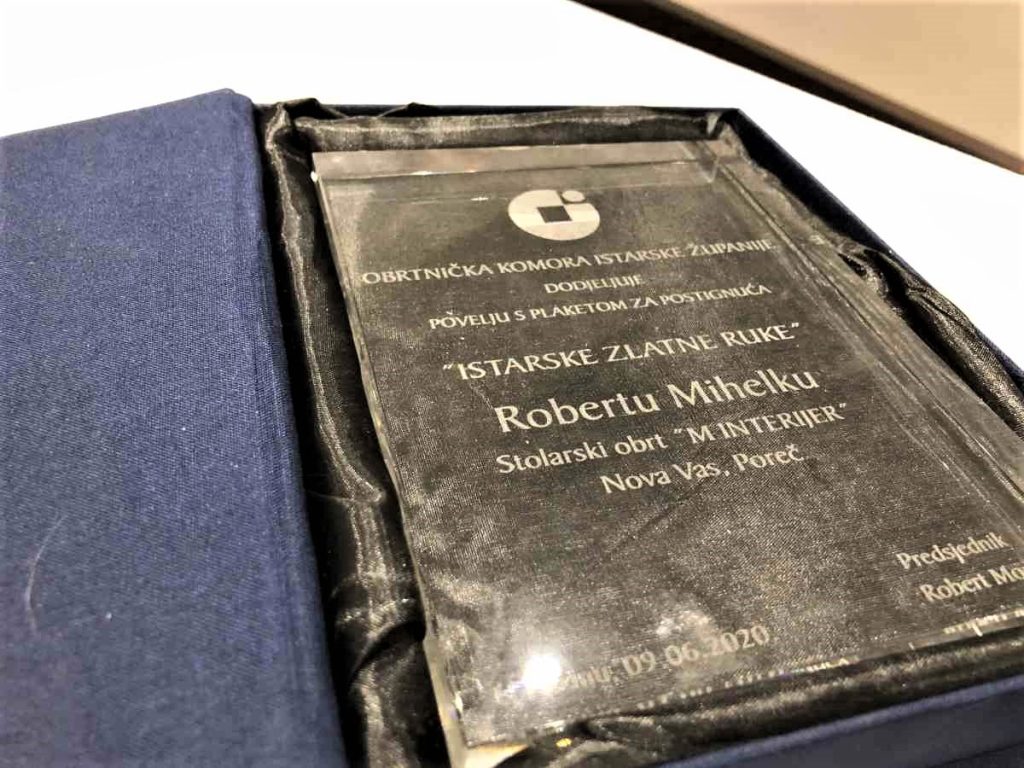 OBRTNIČKA KOMORA ISTARSKE ŽUPANIJE
DODJELJUJE
POVELJU S PLAKETOM ZA POSTIGNUĆA
"ISTARSKE ZLATNE RUKE"
Robertu Mihelku
Stolarski obrt "M INTERIJER"
Nova Vas, Poreč
Predsjednik
Robert
09.06.2020